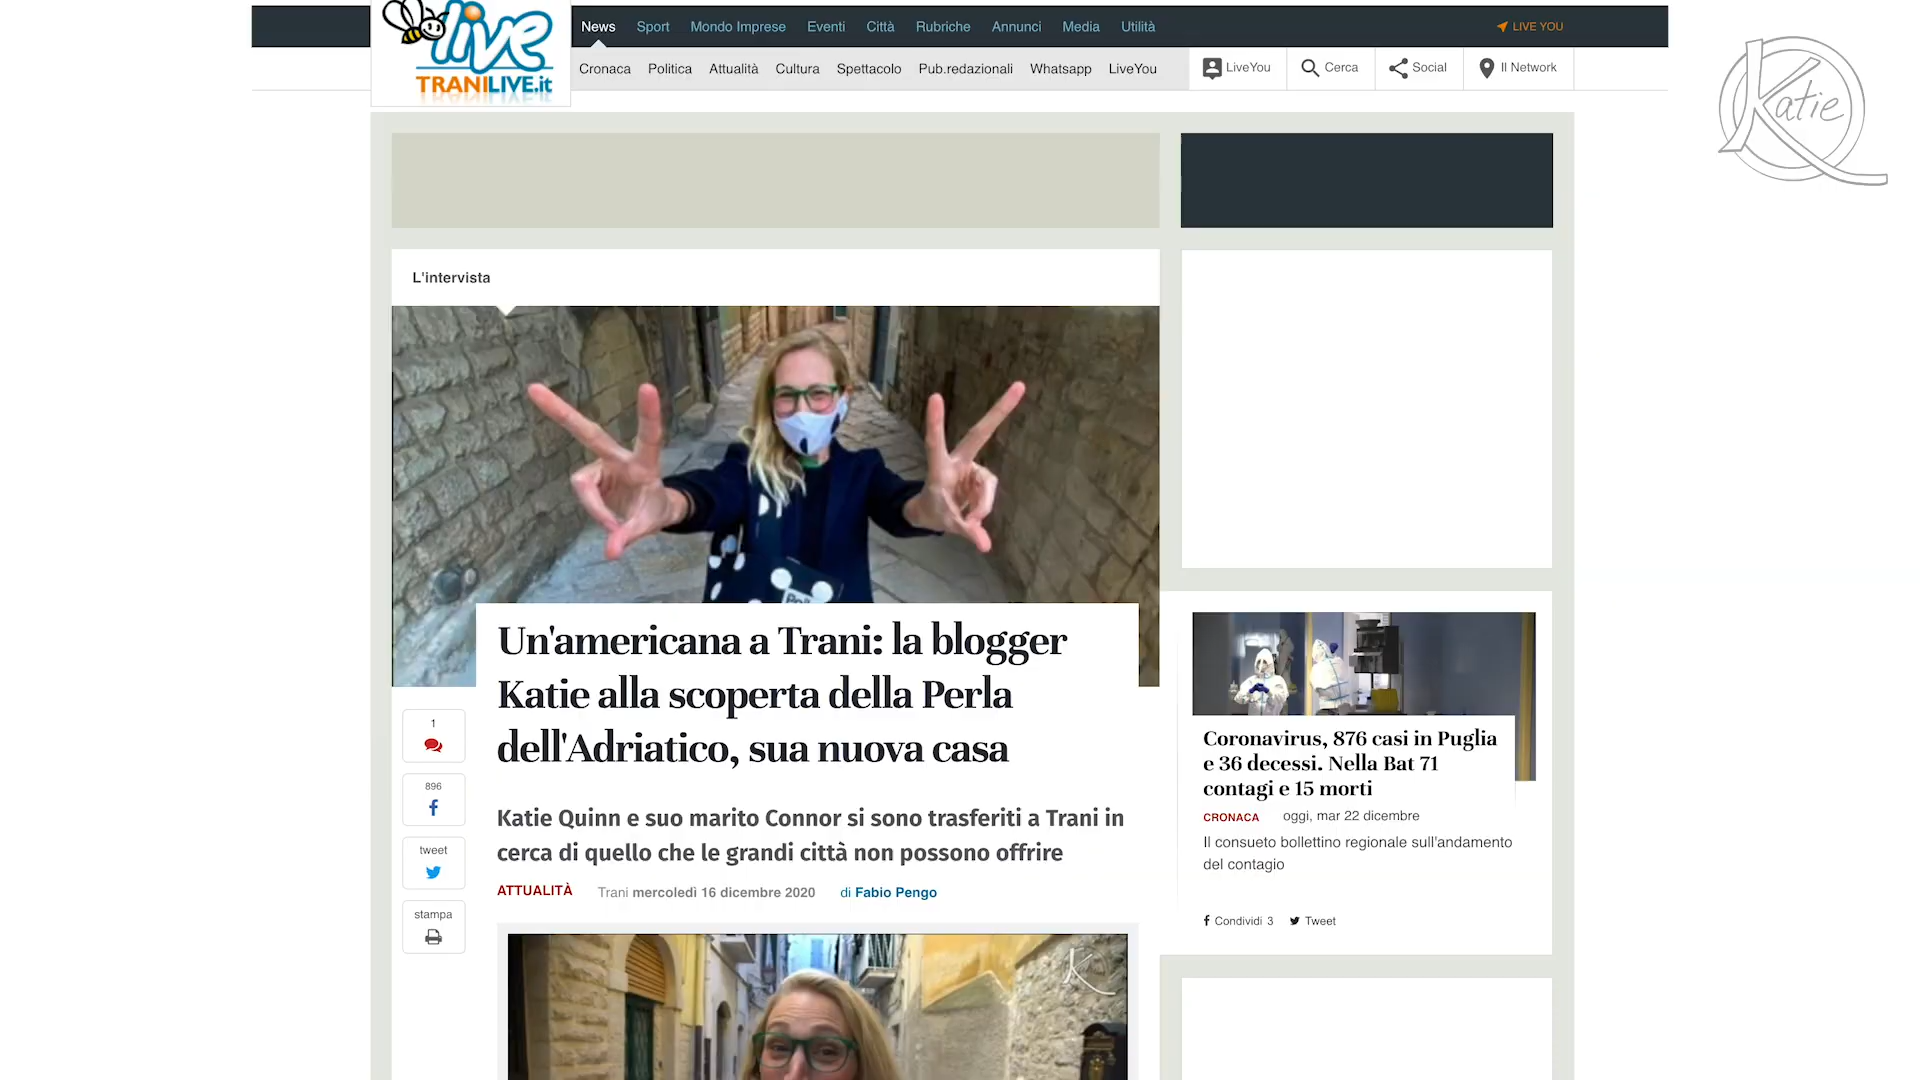 live
TRANILIVE.it
News Sport Mondo Imprese Eventi Città Rubriche Annunci Media Utilità
LIVE YOU
Cronaca Politica Attualità Cultura Spettacolo Pub.redazionali Whatsapp LiveYou
LiveYou Cerca Social Il Network
Katie
L'intervista
Un'americana a Trani: la blogger
Katie alla scoperta della Perla
dell'Adriatico, sua nuova casa
1
896
tweet
stampa
Katie Quinn e suo marito Connor si sono trasferiti a Trani in
cerca di quello che le grandi città non possono offrire
ATTUALITÀ Trani mercoledì 16 dicembre 2020 di Fabio Pengo
Coronavirus, 876 casi in Puglia
e 36 decessi. Nella Bat 71
contagi e 15 morti
CRONACA oggi, mar 22 dicembre
Il consueto bollettino regionale sull'andamento
del contagio
Condividi 3 Tweet